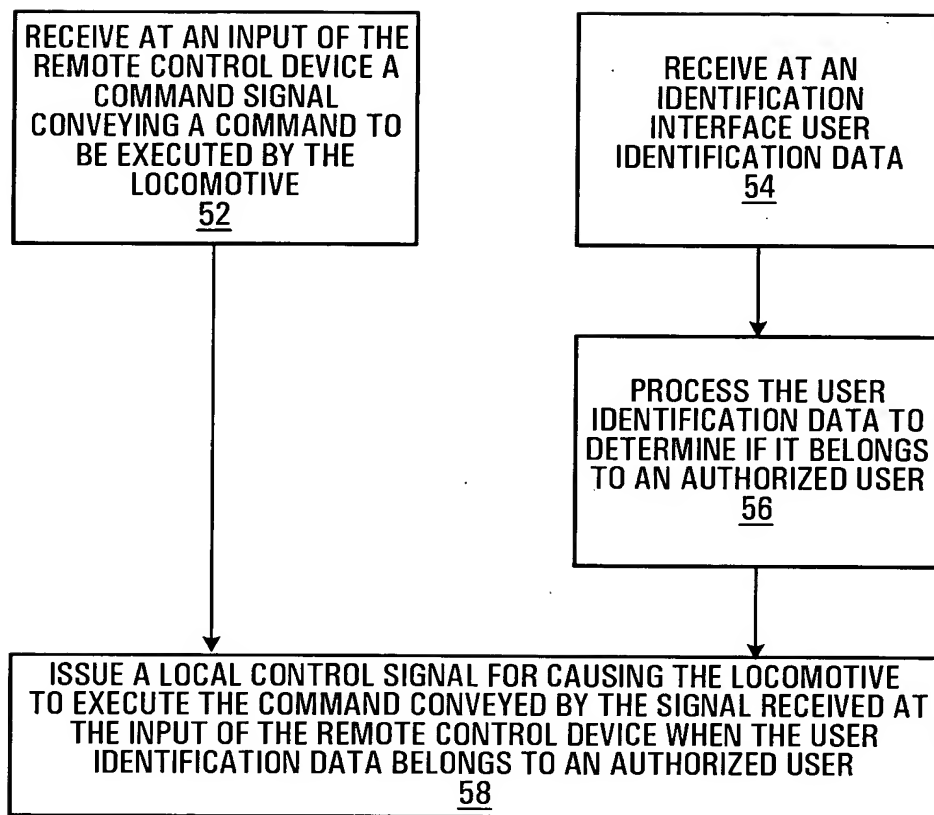 RECEIVE AT AN INPUT OF THE
REMOTE CONTROL DEVICE A
COMMAND SIGNAL
CONVEYING A COMMAND TO
BE EXECUTED BY THE
LOCOMOTIVE
52
RECEIVE AT AN
IDENTIFICATION
INTERFACE USER
IDENTIFICATION DATA
54
PROCESS THE USER
IDENTIFICATION DATA TO
DETERMINE IF IT BELONGS
TO AN AUTHORIZED USER
56
ISSUE A LOCAL CONTROL SIGNAL FOR CAUSING THE LOCOMOTIVE
TO EXECUTE THE COMMAND CONVEYED BY THE SIGNAL RECEIVED AT
THE INPUT OF THE REMOTE CONTROL DEVICE WHEN THE USER
IDENTIFICATION DATA BELONGS TO AN AUTHORIZED USER
58